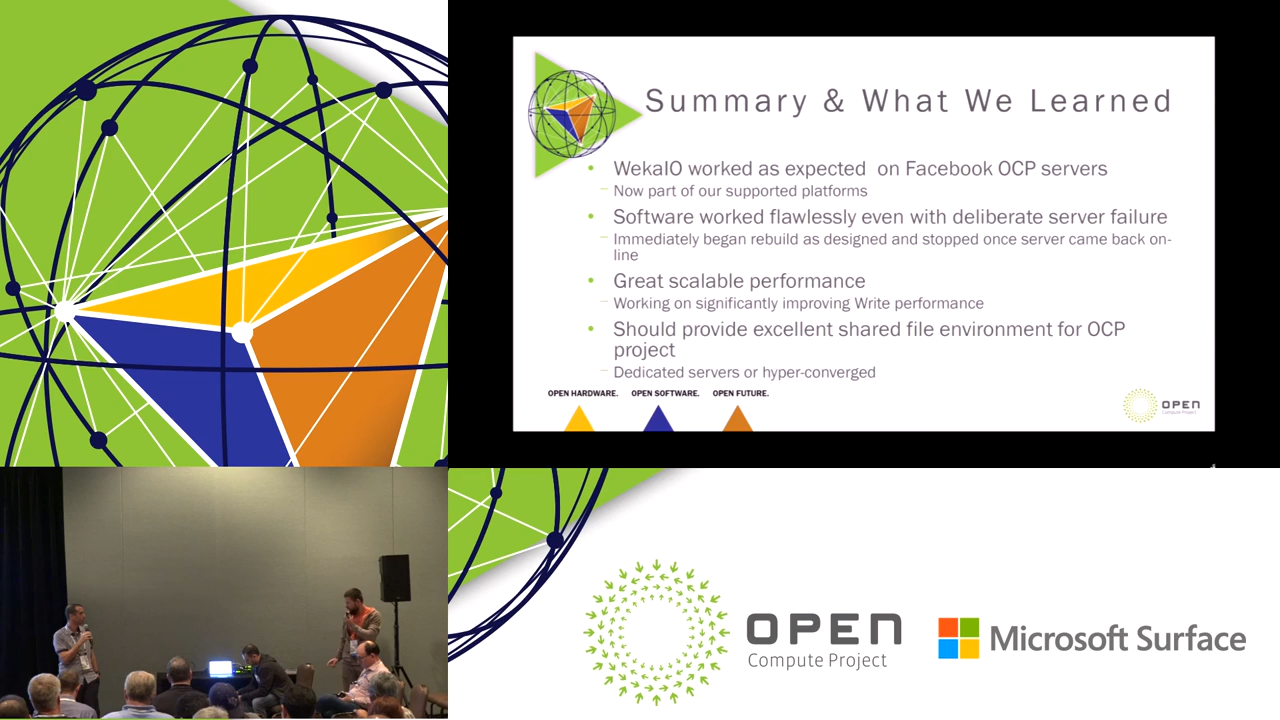 Summary & What We Learned
• WekaIO worked as expected on Facebook OCP servers
– Now part of our supported platforms
• Software worked flawlessly even with deliberate server failure
– Immediately began rebuild as designed and stopped once server came back on-
line
• Great scalable performance
– Working on significantly improving Write performance
• Should provide excellent shared file environment for OCP
project
– Dedicated servers or hyper-converged
OPEN HARDWARE. OPEN SOFTWARE. OPEN FUTURE.
OPEN
Compute Project
OPEN
Compute Project
Microsoft Surface